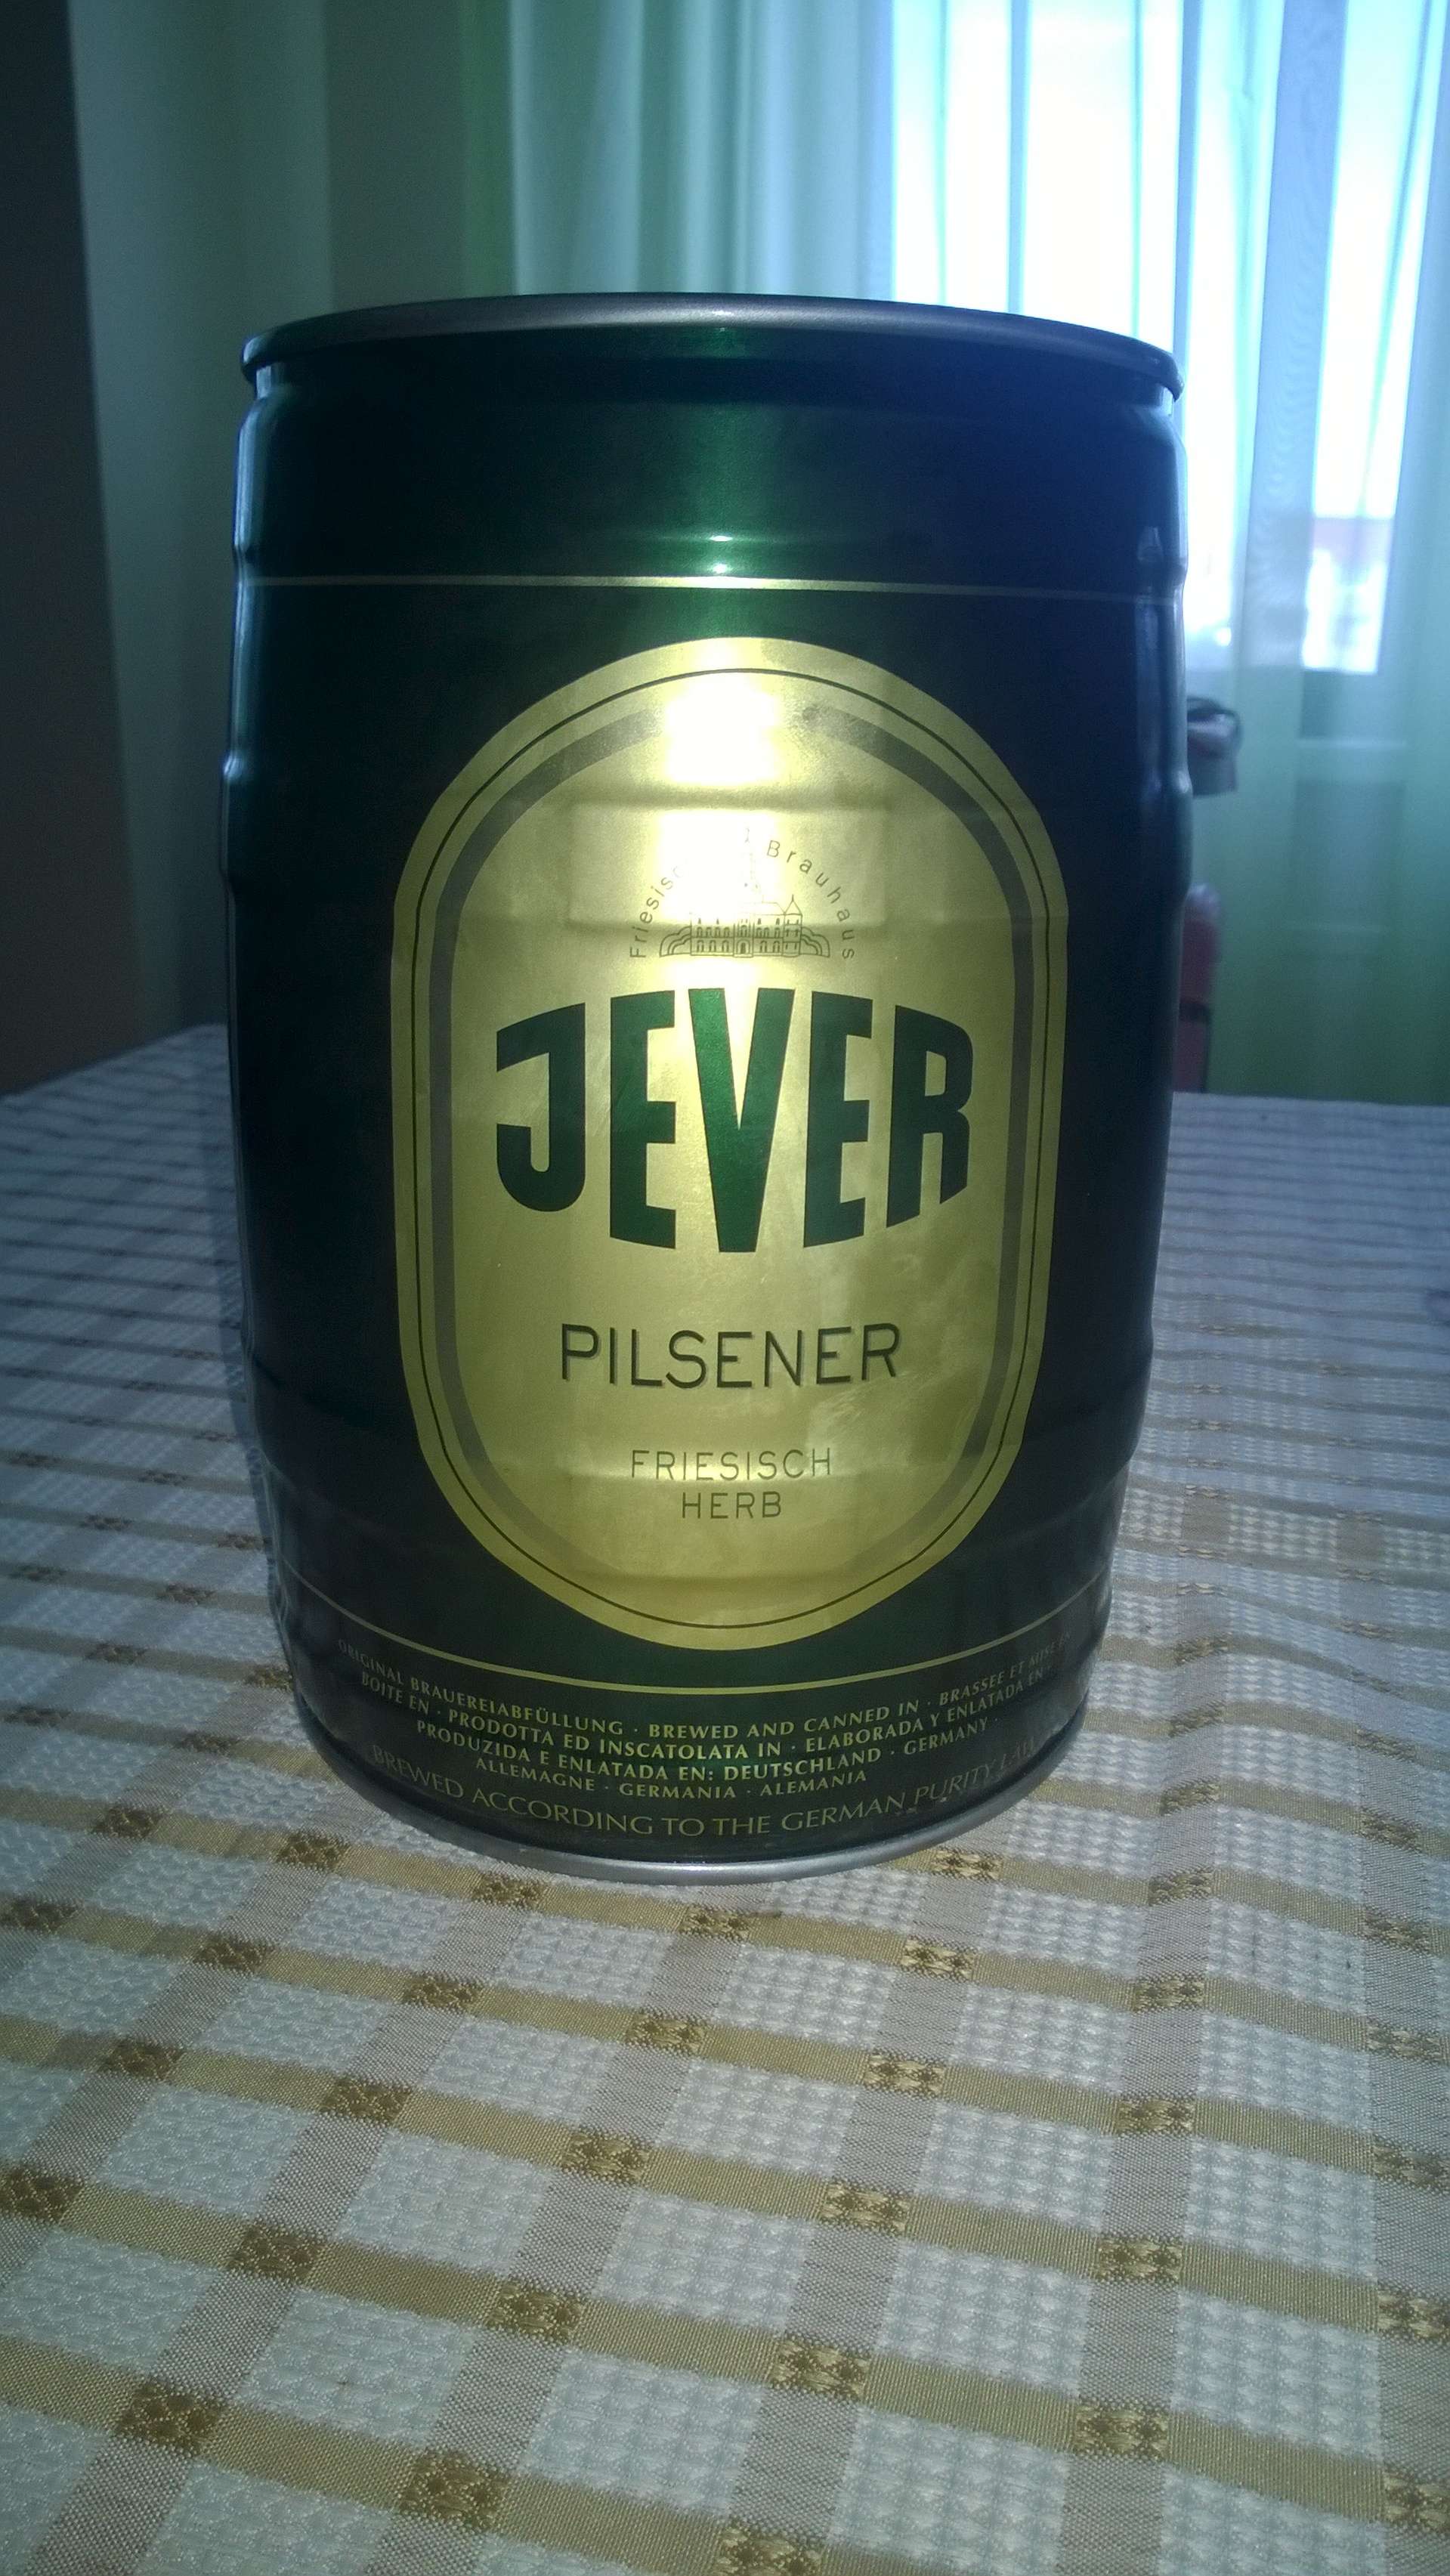 Brauhaus
JEVER
PILSENER
FRIESISCH
HERB
ORIGINAL BRAUEREIABFÜLLUNG · BREWED AND CANNED IN · BRASSEE ET MISE EN
BOITE EN · PRODOTTA ED INSCATOLATA IN · ELABORADA Y ENLATADA EN ·
PRODUZIDA E ENLATADA EN: DEUTSCHLAND · GERMANY ·
ALLEMAGNE · GERMANIA · ALEMANIA
BREWED ACCORDING TO THE GERMAN PURITY LAW